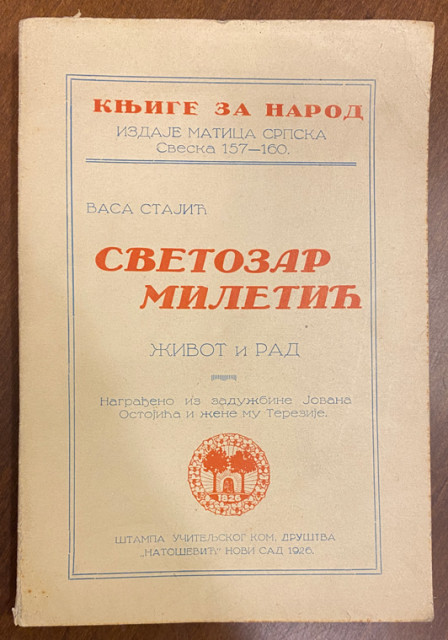 КЊИГЕ ЗА НАРОД
ИЗДАЈЕ МАТИЦА СРПСКА
Свеска 157—160.
ВАСА СТАЈИЋ
СВЕТОЗАР
МИЛЕТИЋ
ЖИВОТ и РАД
Награђено из задужбине Јована
Остојића и жене му Терезије.
1826
ШТАМПА УЧИТЕЉСКОГ КОМ. ДРУШТВА
„НАТОШЕВИЋ“ НОВИ САД 1926.